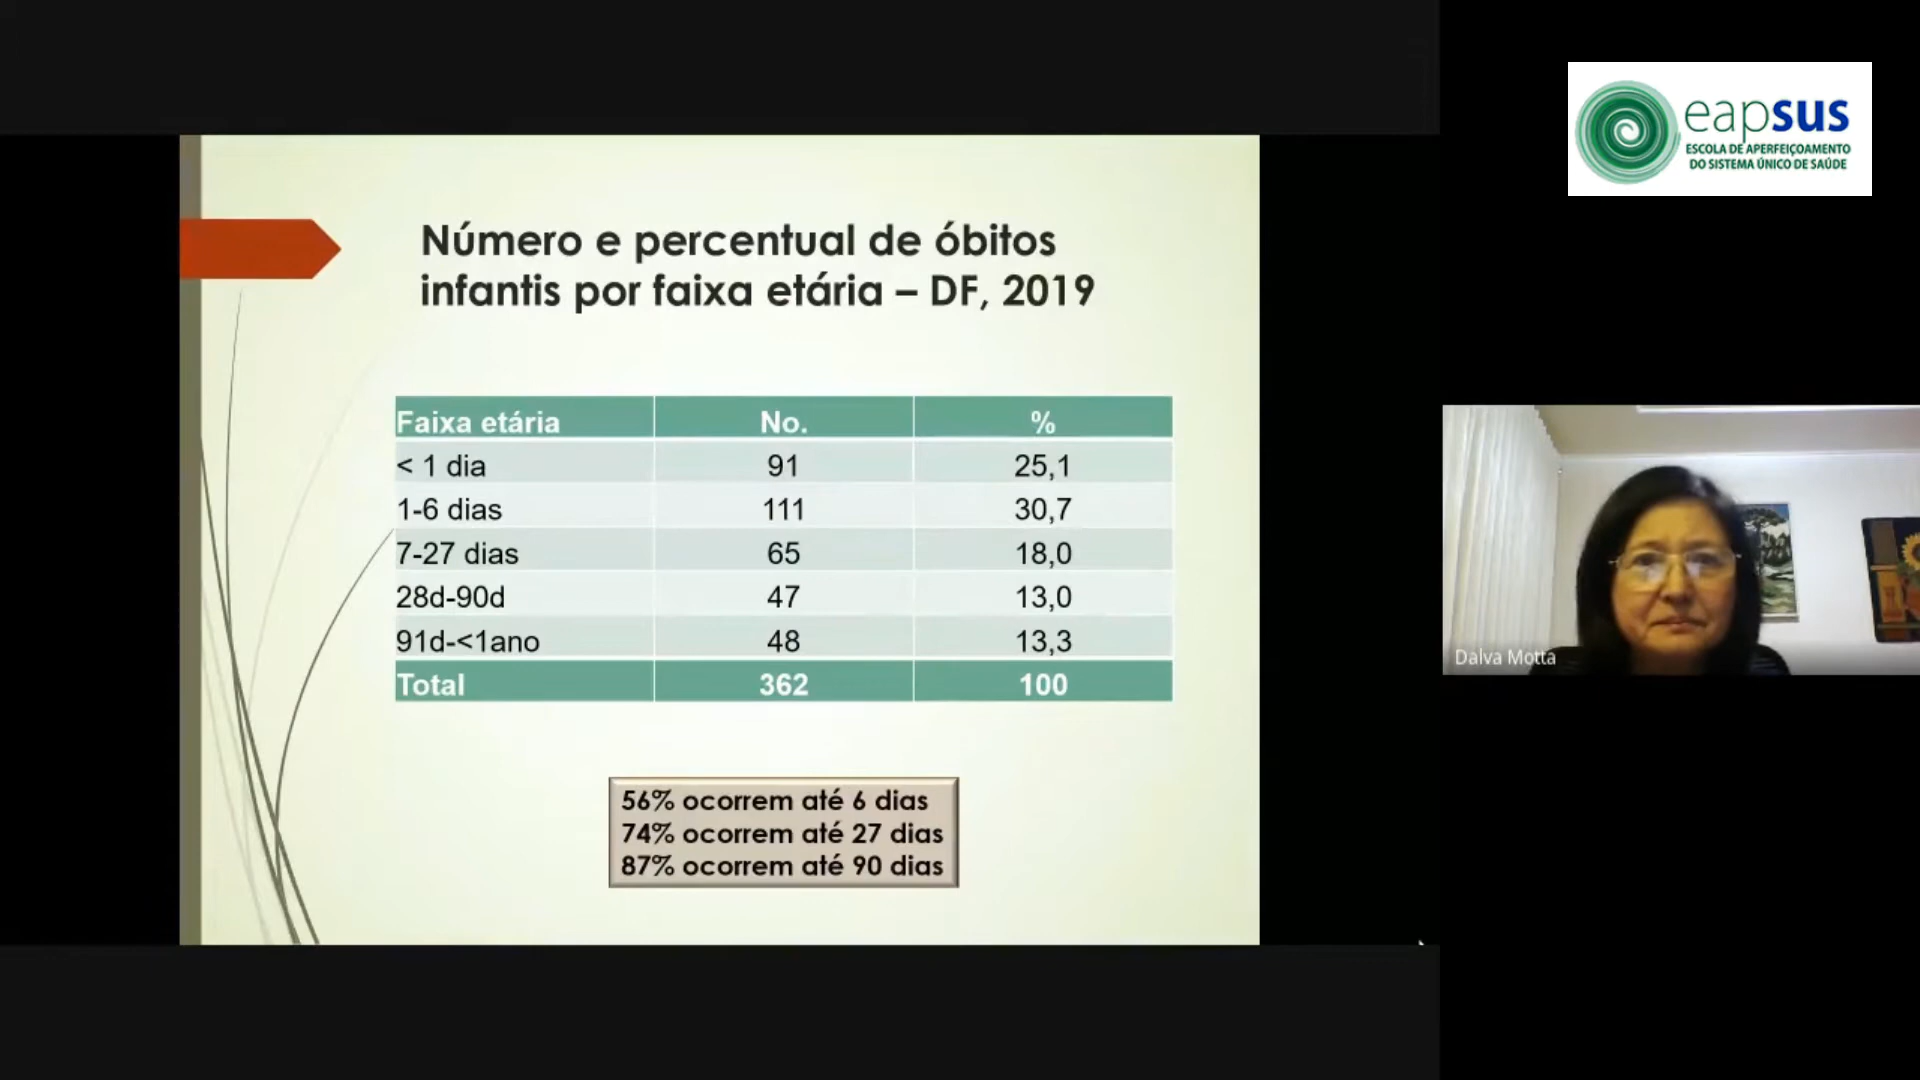 eapsus
ESCOLA DE APERFEIÇOAMENTO
DO SISTEMA ÚNICO DE SAÚDE
Número e percentual de óbitos
infantis por faixa etária – DF, 2019
Faixa etária No. %
< 1 dia 91 25,1
1-6 dias 111 30,7
7-27 dias 65 18,0
28d-90d 47 13,0
91d-<1ano 48 13,3
Total 362 100
56% ocorrem até 6 dias
74% ocorrem até 27 dias
87% ocorrem até 90 dias
Dalva Motta